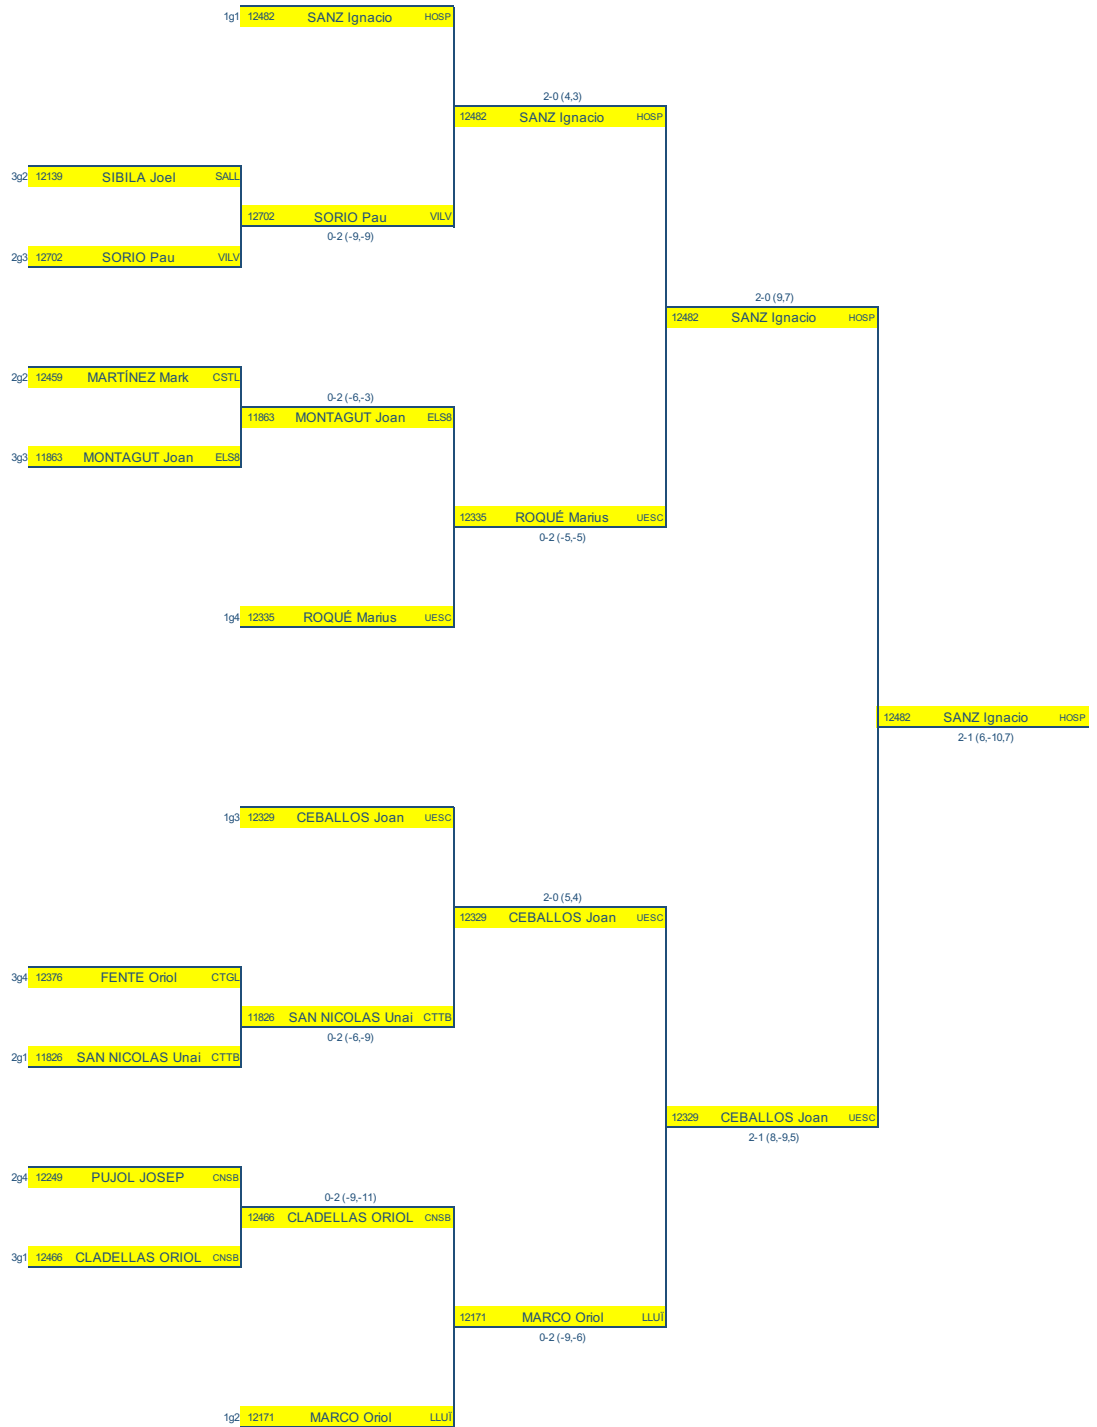 1g1 12482 SANZ Ignacio HOSP
2-0 (4,3)
12482 SANZ Ignacio HOSP
3g2 12139 SIBILA Joel SALL
12702 SORIO Pau VILV
0-2 (-9,-9)
2g3 12702 SORIO Pau VILV
2-0 (9,7)
12482 SANZ Ignacio HOSP
2g2 12459 MARTÍNEZ Mark CSTL
0-2 (-6,-3)
11863 MONTAGUT Joan ELS8
3g3 11863 MONTAGUT Joan ELS8
12335 ROQUÉ Marius UESC
0-2 (-5,-5)
1g4 12335 ROQUÉ Marius UESC
12482 SANZ Ignacio HOSP
2-1 (6,-10,7)
1g3 12329 CEBALLOS Joan UESC
2-0 (5,4)
12329 CEBALLOS Joan UESC
3g4 12376 FENTE Oriol CTGL
11826 SAN NICOLAS Unai CTTB
0-2 (-6,-9)
2g1 11826 SAN NICOLAS Unai CTTB
12329 CEBALLOS Joan UESC
2-1 (8,-9,5)
2g4 12249 PUJOL JOSEP CNSB
0-2 (-9,-11)
12466 CLADELLAS ORIOL CNSB
3g1 12466 CLADELLAS ORIOL CNSB
12171 MARCO Oriol LLUÏ
0-2 (-9,-6)
1g2 12171 MARCO Oriol LLUÏ